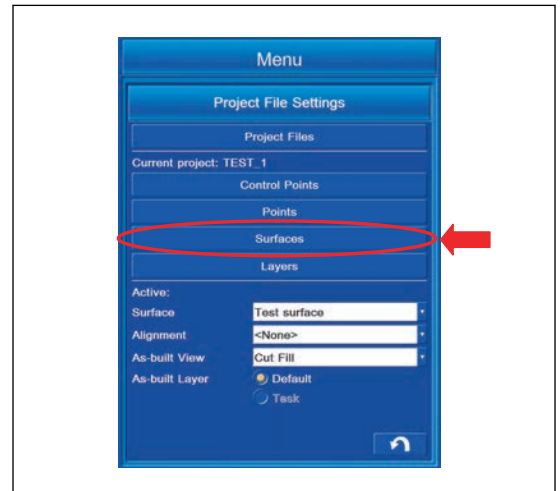 Menu
Project File Settings
Project Files
Current project: TEST_1
Control Points
Points
Surfaces
Layers
Active:
Surface Test surface
Alignment <None>
As-built View Cut Fill
As-built Layer Default
Task